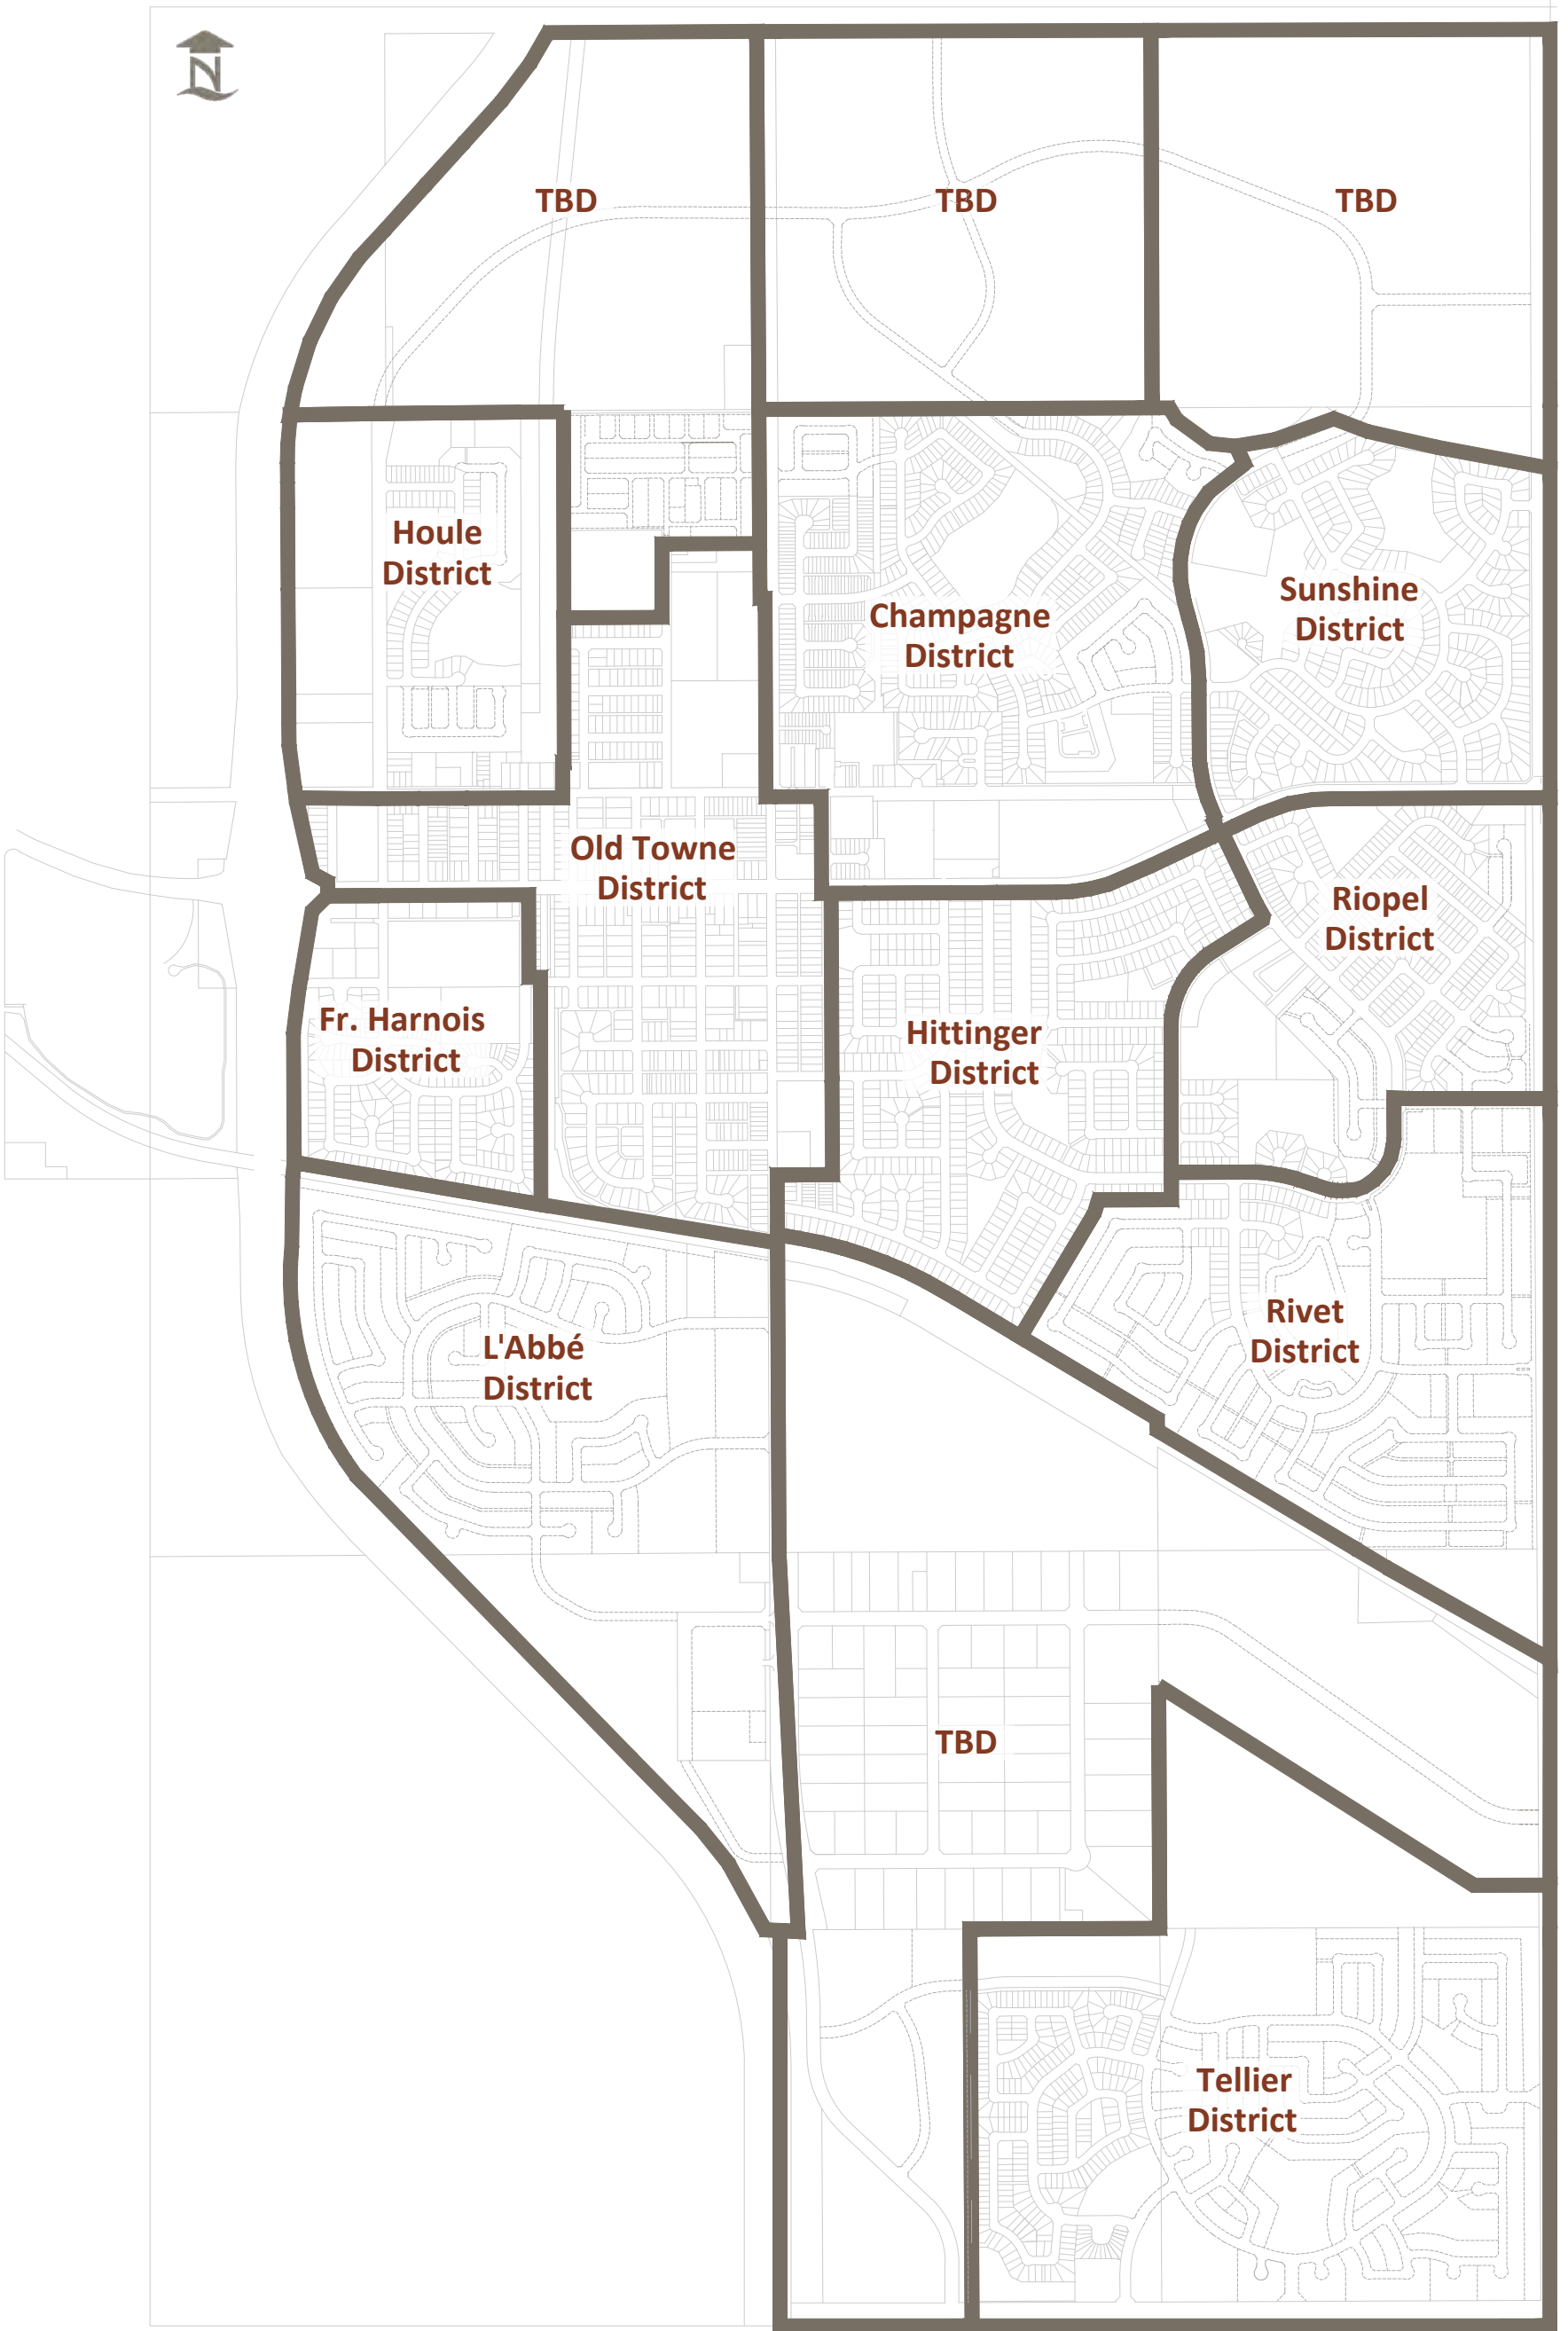 N
TBD
TBD
TBD
Houle
District
Sunshine
District
Champagne
District
Old Towne
District
Riopel
District
Fr. Harnois
District
Hittinger
District
Rivet
District
L'Abbé
District
TBD
Tellier
District